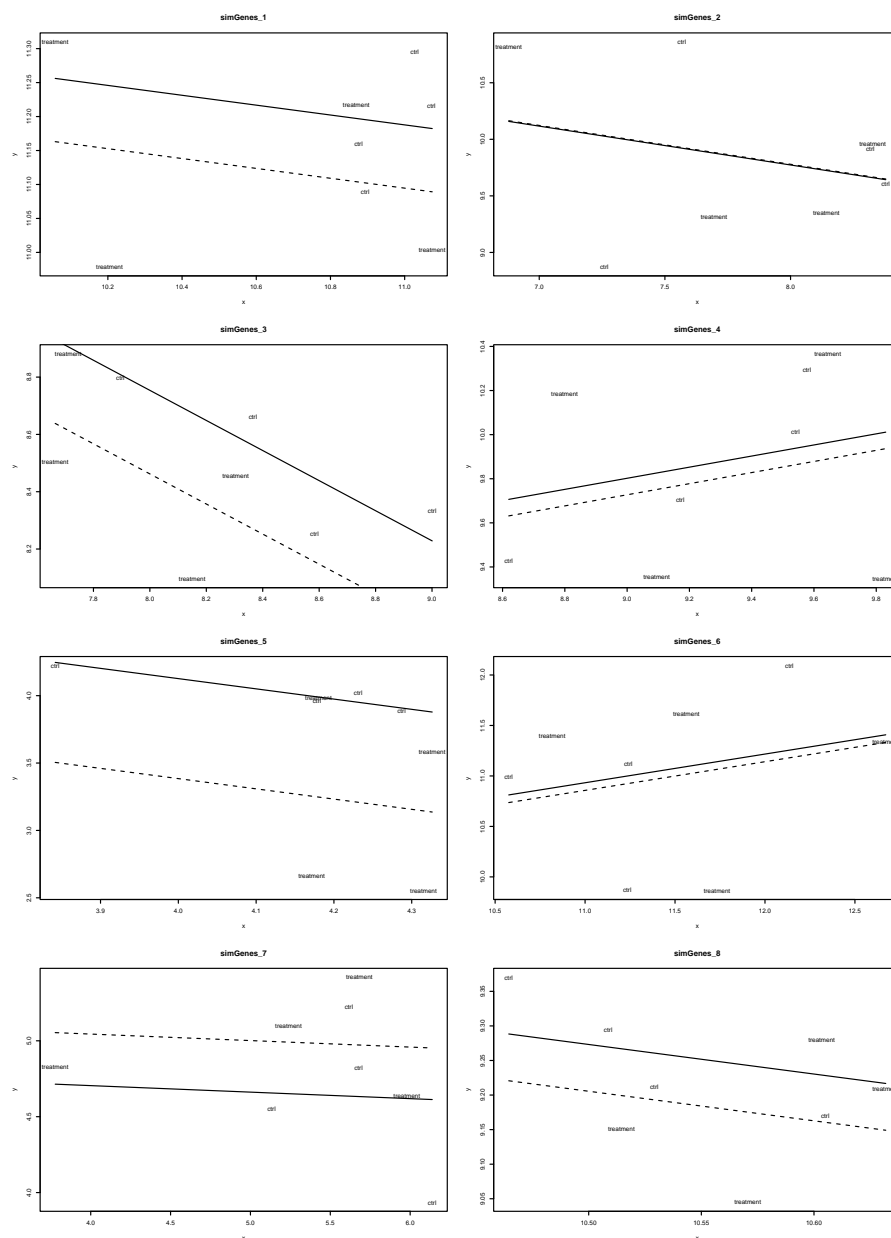 simGenes_1
treatment
ctrl
treatment
ctrl
ctrl
ctrl
treatment
treatment
y
11.00 11.05 11.10 11.15 11.20 11.25 11.30
10.2 10.4 10.6 10.8 11.0
x
simGenes_2
treatment
ctrl
treatment
ctrl
ctrl
treatment
treatment
ctrl
y
9.0 9.5 10.0 10.5
7.0 7.5 8.0
x
simGenes_3
treatment
ctrl
ctrl
treatment
treatment
ctrl
ctrl
treatment
y
8.2 8.4 8.6 8.8
7.8 8.0 8.2 8.4 8.6 8.8 9.0
x
simGenes_4
treatment
ctrl
treatment
ctrl
ctrl
ctrl
treatment
treatm
y
9.4 9.6 9.8 10.0 10.2 10.4
8.6 8.8 9.0 9.2 9.4 9.6 9.8
x
simGenes_5
ctrl
treatment
ctrl
ctrl
ctrl
treatment
treatment
treatment
y
2.5 3.0 3.5 4.0
3.9 4.0 4.1 4.2 4.3
x
simGenes_6
ctrl
treatment
treatment
treatm
ctrl
ctrl
ctrl
treatment
y
10.0 10.5 11.0 11.5 12.0
10.5 11.0 11.5 12.0 12.5
x
simGenes_7
treatment
ctrl
treatment
treatment
ctrl
treatment
ctrl
ctrl
y
4.0 4.5 5.0
4.0 4.5 5.0 5.5 6.0
simGenes_8
ctrl
ctrl
treatment
ctrl
treatm
ctrl
treatment
treatment
y
9.05 9.10 9.15 9.20 9.25 9.30 9.35
10.50 10.55 10.60